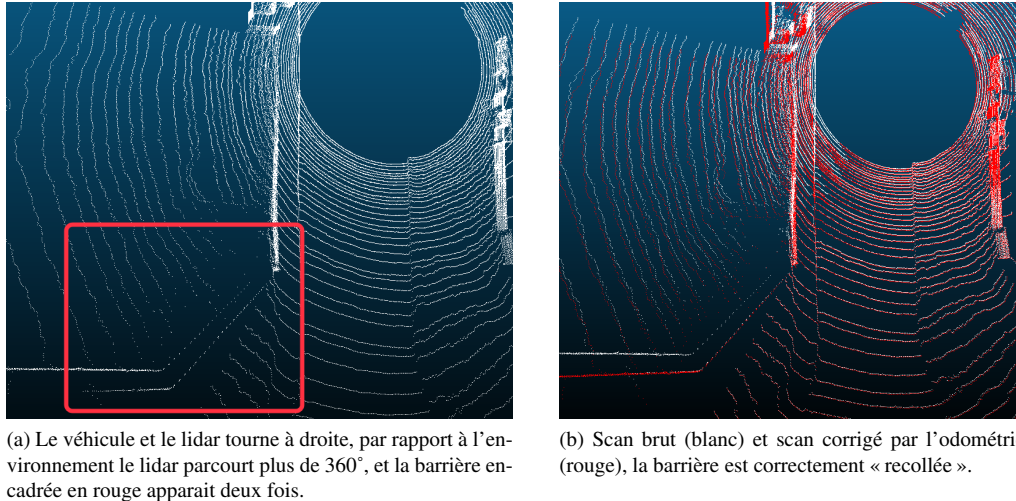 (a) Le véhicule et le lidar tourne à droite, par rapport à l'en-
vironnement le lidar parcourt plus de 360˚, et la barrière en-
cadrée en rouge apparait deux fois.
(b) Scan brut (blanc) et scan corrigé par l'odométri
(rouge), la barrière est correctement « recollée ».